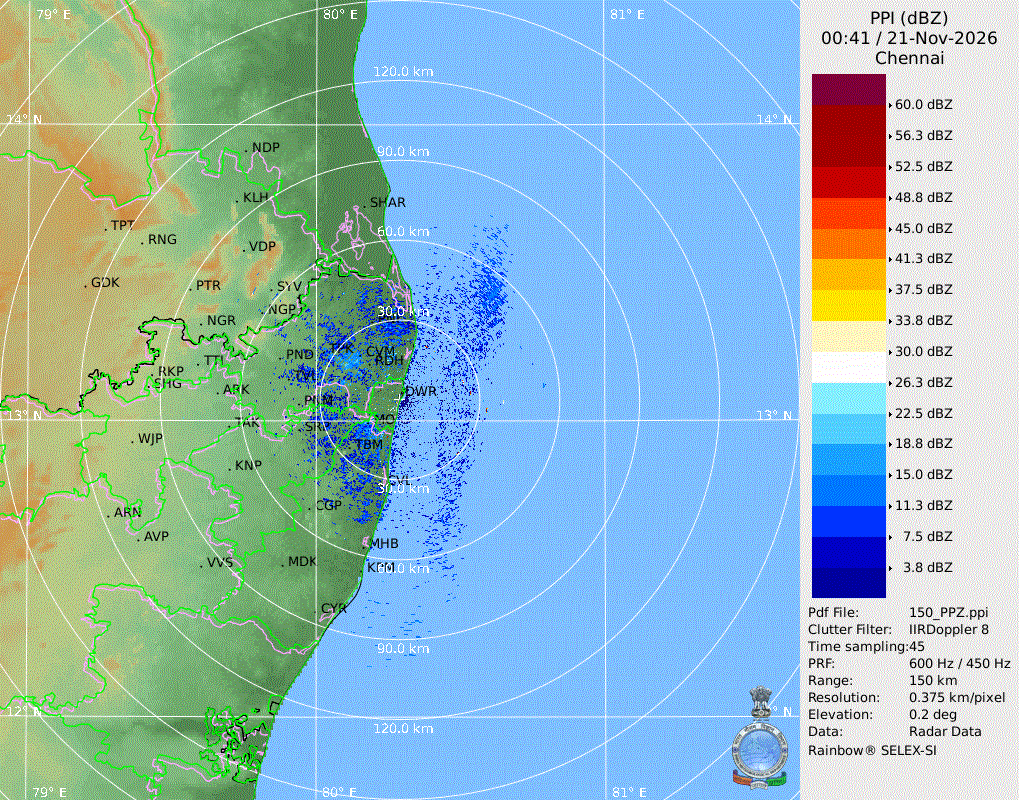 79° E
80° E
81° E
120.0 km
14° N
14° N
90.0 km
NDP
KLH
SHAR
TPT
RNG
60.0 km
VDP
GDK
PTR
SYV
NGP
30.0 km
NGR
PND
CVM
RDH
TTI
RKP
SHG
ARK
DWR
13° N
13° N
TAK
WJP
TBM
KNP
30.0 km
CGP
ARN
AVP
MHB
VVS
MDK
60.0 km
CYR
90.0 km
12° N
° N
120.0 km
79° E
80° E
81° E
PPI (dBZ)
00:41 / 21-Nov-2026
Chennai
60.0 dBZ
56.3 dBZ
52.5 dBZ
48.8 dBZ
45.0 dBZ
41.3 dBZ
37.5 dBZ
33.8 dBZ
30.0 dBZ
26.3 dBZ
22.5 dBZ
18.8 dBZ
15.0 dBZ
11.3 dBZ
7.5 dBZ
3.8 dBZ
Pdf File: 150_PPZ.ppi
Clutter Filter: IIRDoppler 8
Time sampling:45
PRF: 600 Hz / 450 Hz
Range: 150 km
Resolution: 0.375 km/pixel
Elevation: 0.2 deg
Data: Radar Data
Rainbow® SELEX-SI